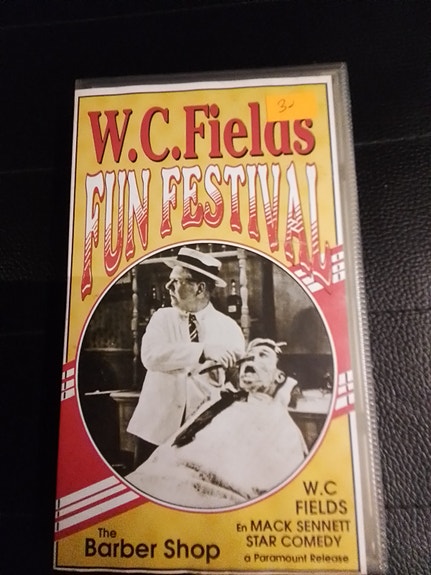 3-
W.C.Fields
FUN FESTIVAL
W.C
FIELDS
En MACK SENNETT
STAR COMEDY
a Paramount Release
The
Barber Shop